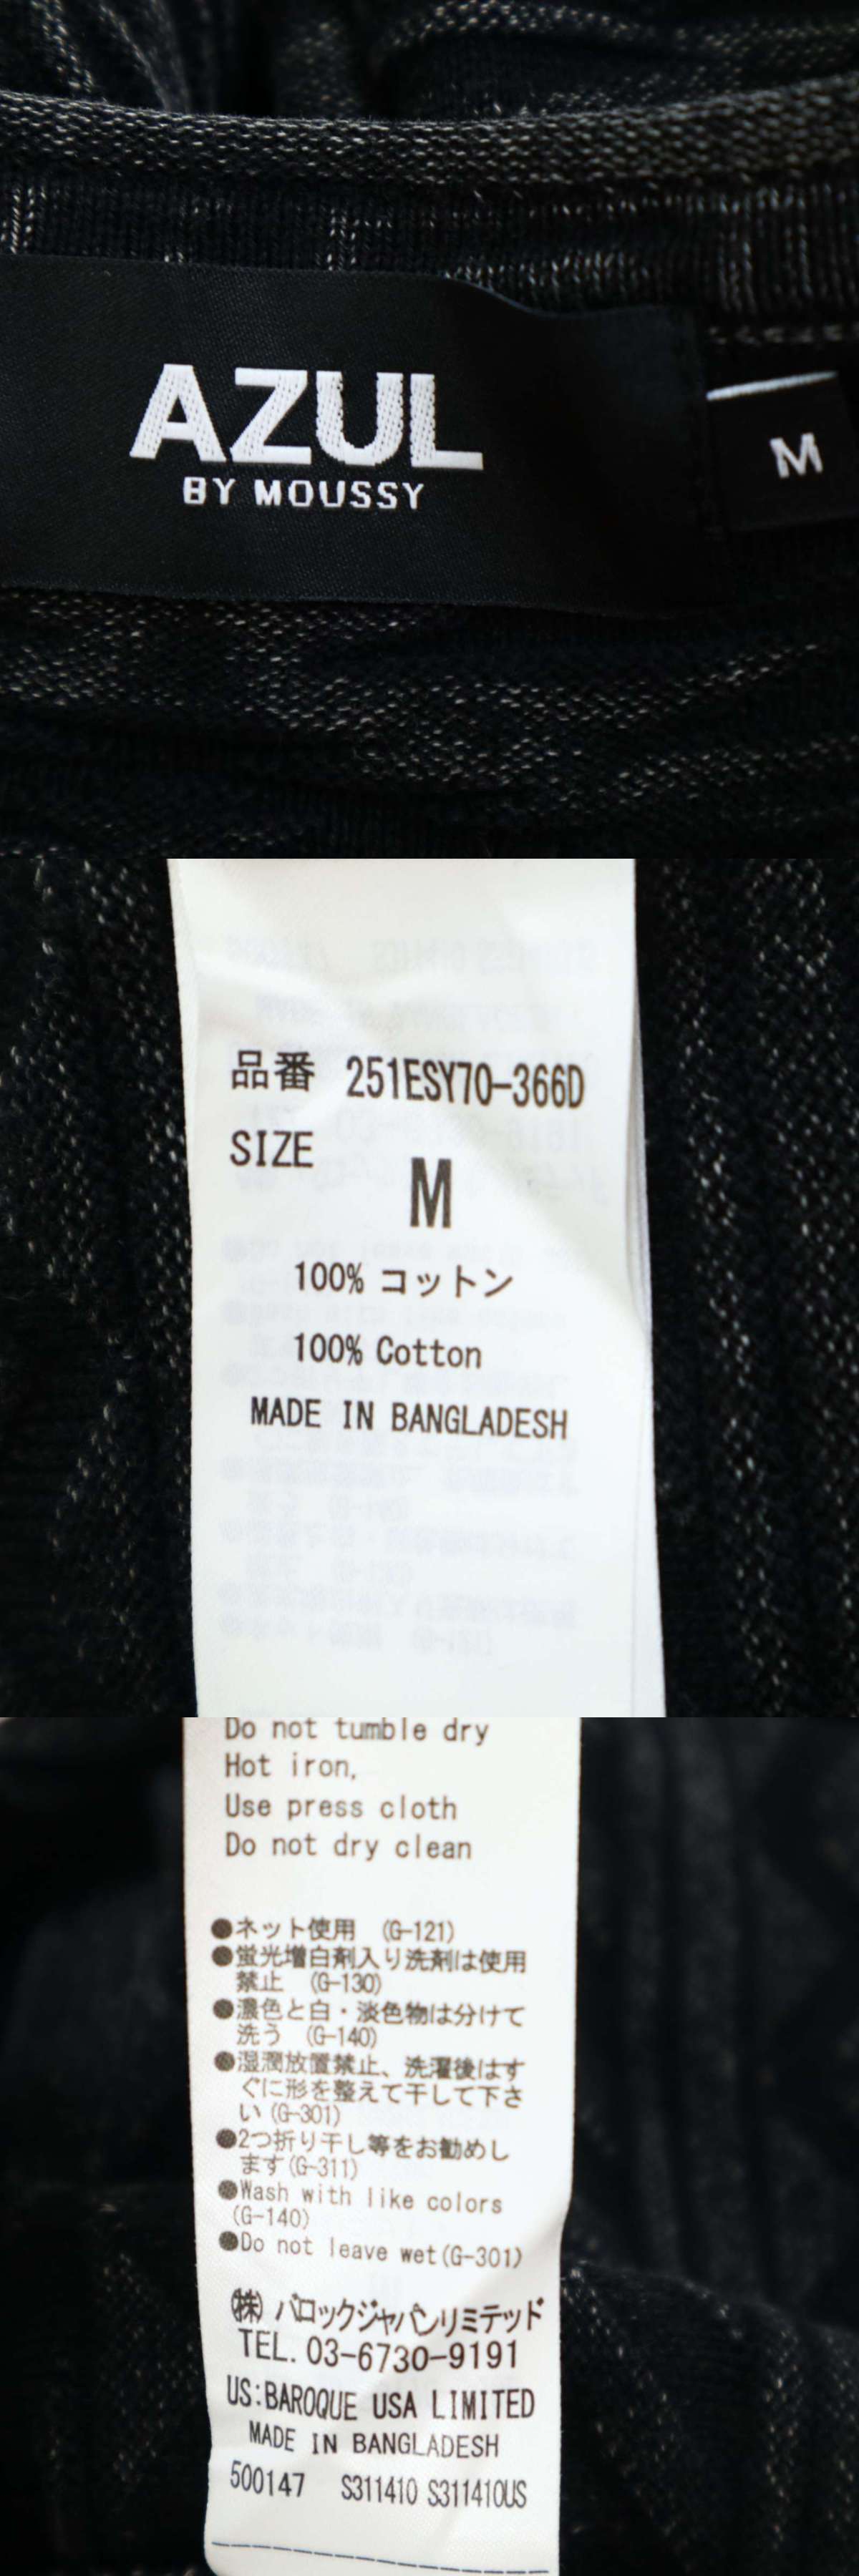 AZUL
BY MOUSSY
M
品番 251ESY70-366D
SIZE
M
100% コットン
100% Cotton
MADE IN BANGLADESH
Do not tumble dry
Hot iron,
Use press cloth
Do not dry clean
●ネット使用 (G-121)
●蛍光増白剤入り洗剤は使用
禁止 (G-130)
●濃色と白・淡色物は分けて
洗う (G-140)
●湿潤放置禁止、洗濯後はす
ぐに形を整えて干して下さ
い(G-301)
●2つ折り干し等をお勧めし
ます(G-311)
●Wash with like colors
(G-140)
●Do not leave wet(G-301)
㈱ バロックジャパンリミテッド
TEL. 03-6730-9191
US:BAROQUE USA LIMITED
MADE IN BANGLADESH
500147 S311410 S311410US